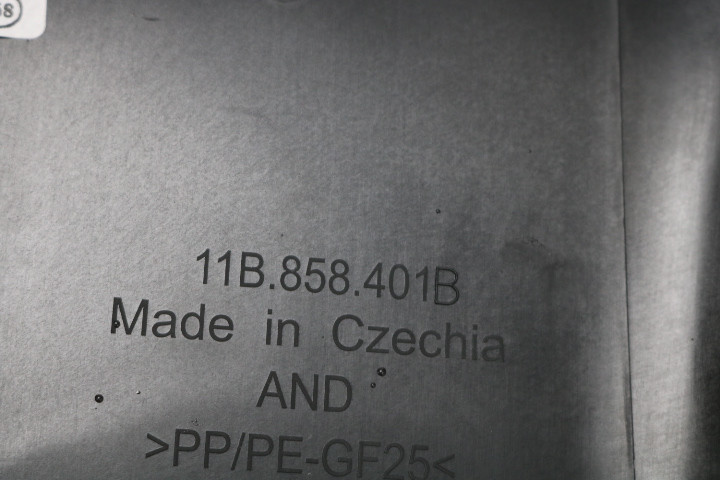 11B.858.401B
Made in Czechia
AND
>PP/PE-GF25<